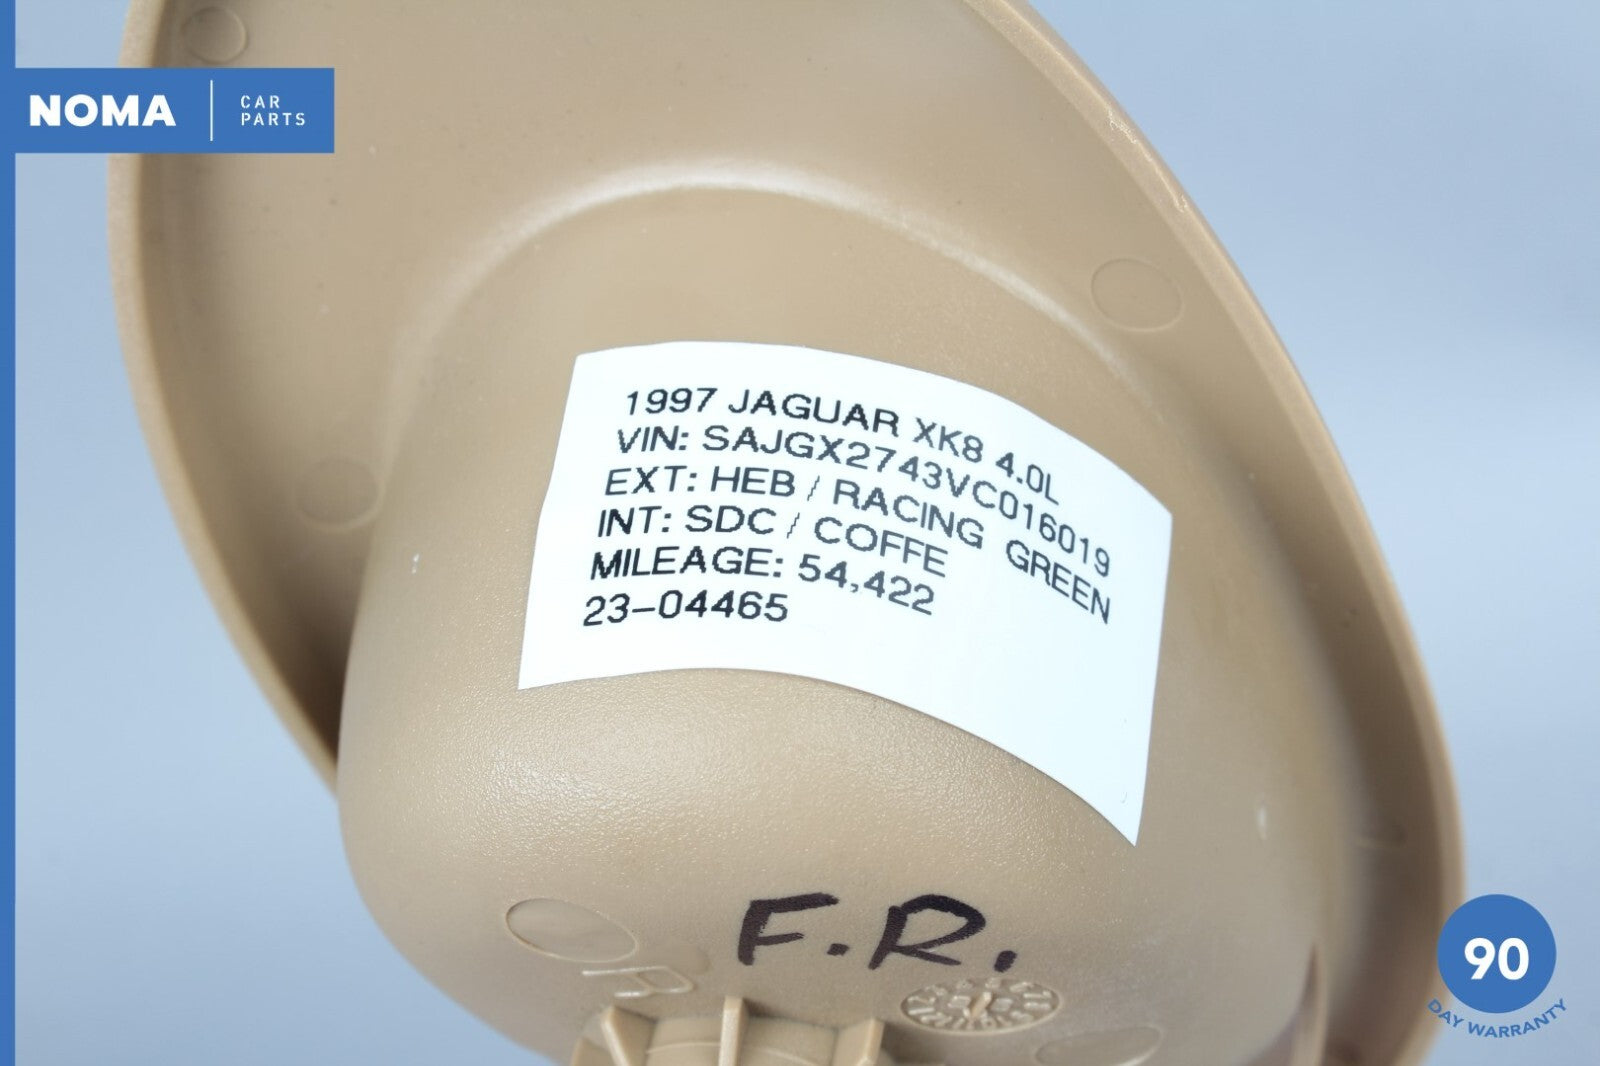 NOMA
CAR
PARTS
1997 JAGUAR XK8 4.0L
VIN: SAJGX2743VC016019
EXT: HEB / RACING GREEN
INT: SDC / COFFE
MILEAGE: 54,422
23-04465
F.R.
R
90
DAY WARRANTY